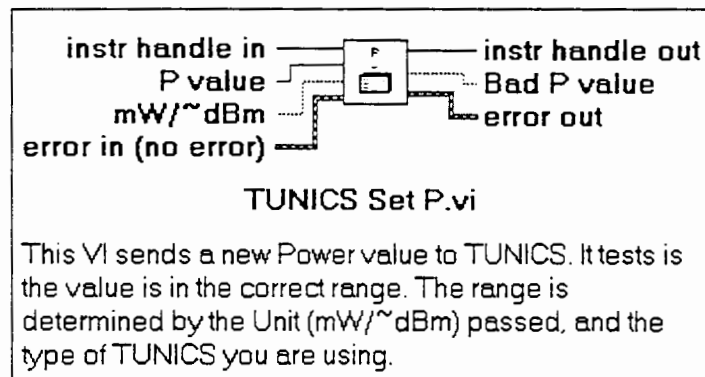 instr handle in
P value
mW/~dBm
error in (no error)
P
instr handle out
Bad P value
error out
TUNICS Set P.vi
This VI sends a new Power value to TUNICS. It tests is
the value is in the correct range. The range is
determined by the Unit (mW/~dBm) passed, and the
type of TUNICS you are using.